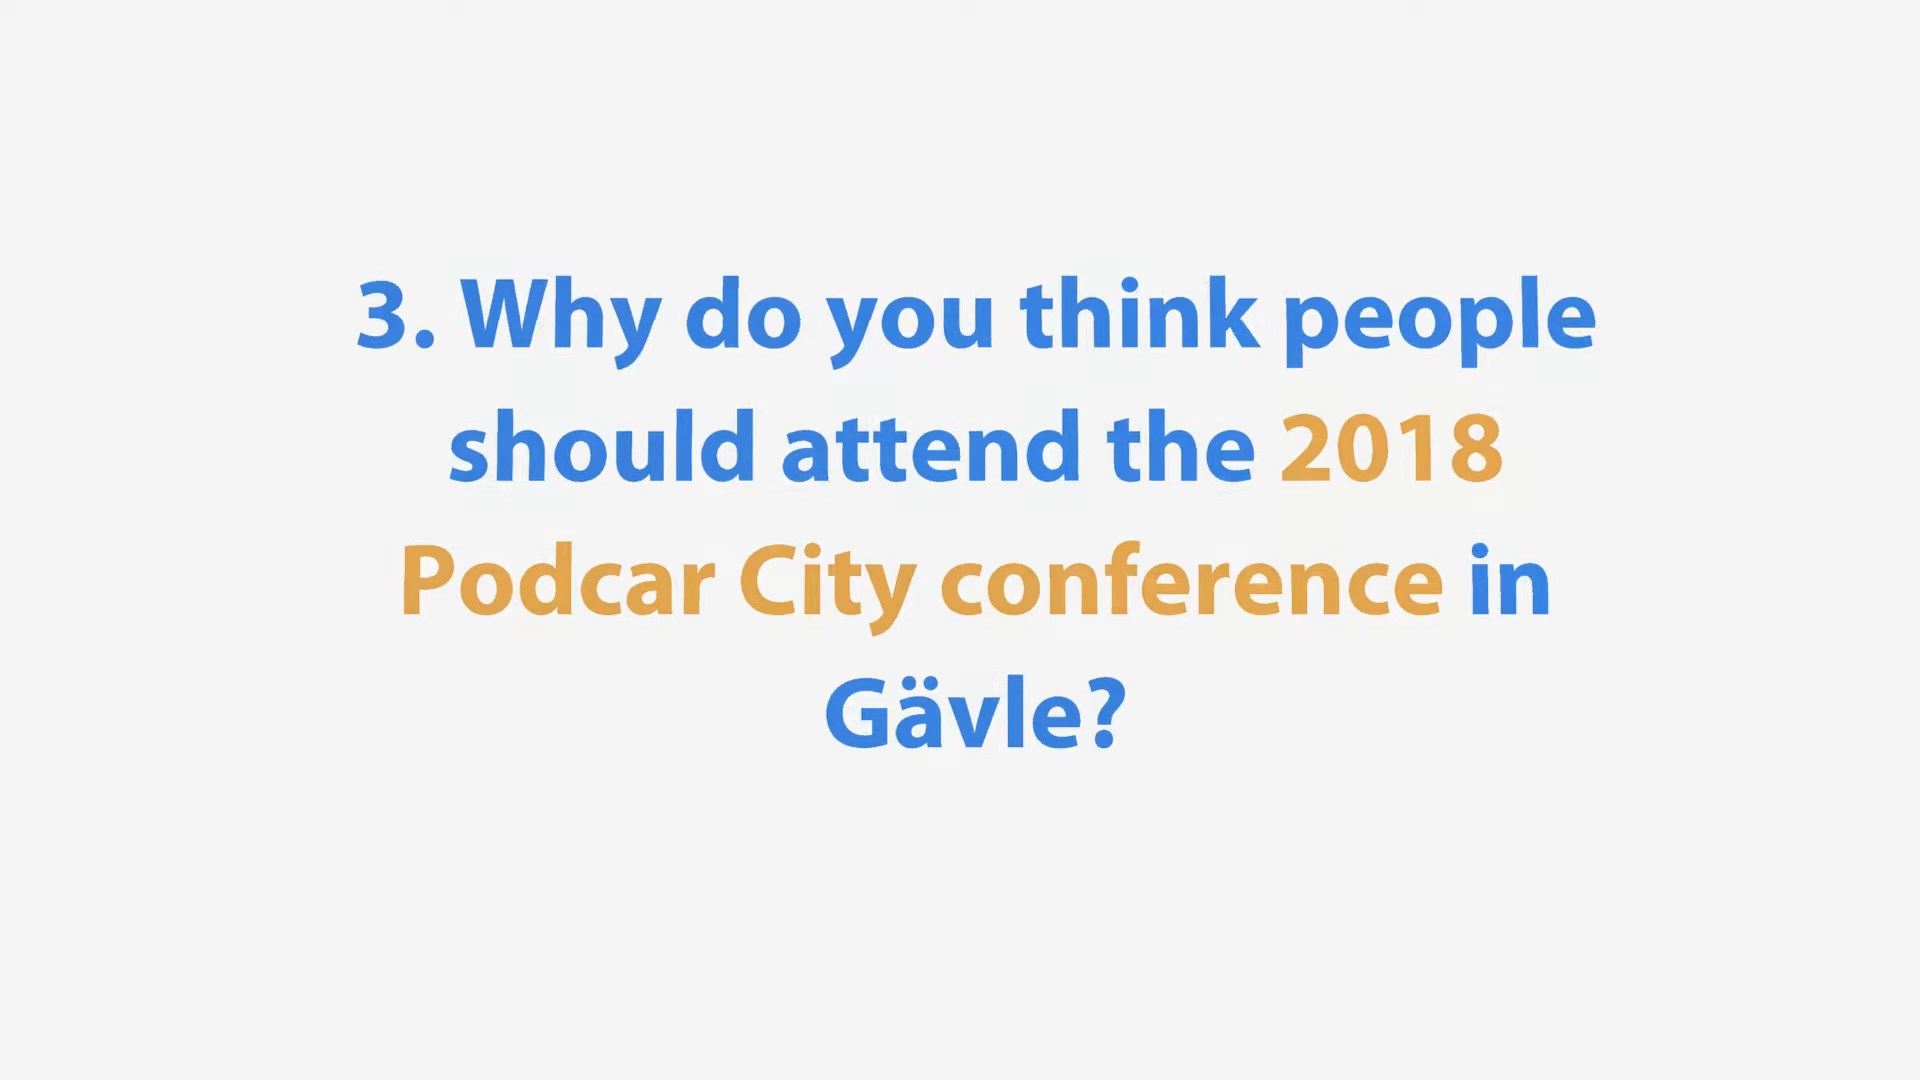 3. Why do you think people
should attend the 2018
Podcar City conference in
Gävle?